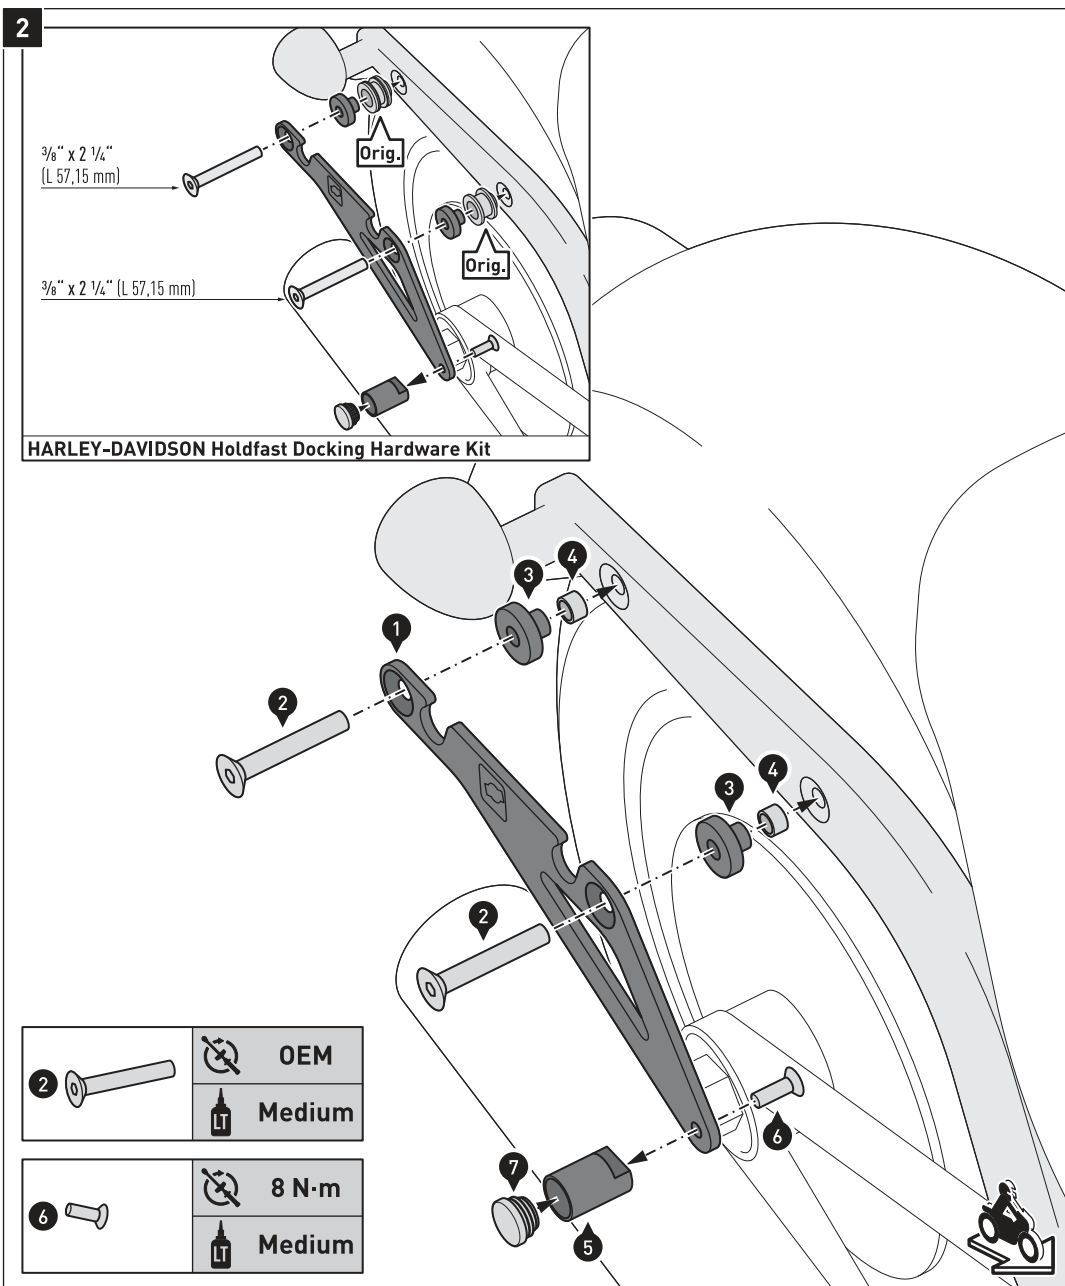 2
Orig.
3/8“ x 2 1/4“
(L 57,15 mm)
Orig.
3/8“ x 2 1/4“ (L 57,15 mm)
HARLEY-DAVIDSON Holdfast Docking Hardware Kit
4
3
1
2
4
3
2
2
OEM
LT
Medium
6
7
6
8 N·m
5
LT
Medium